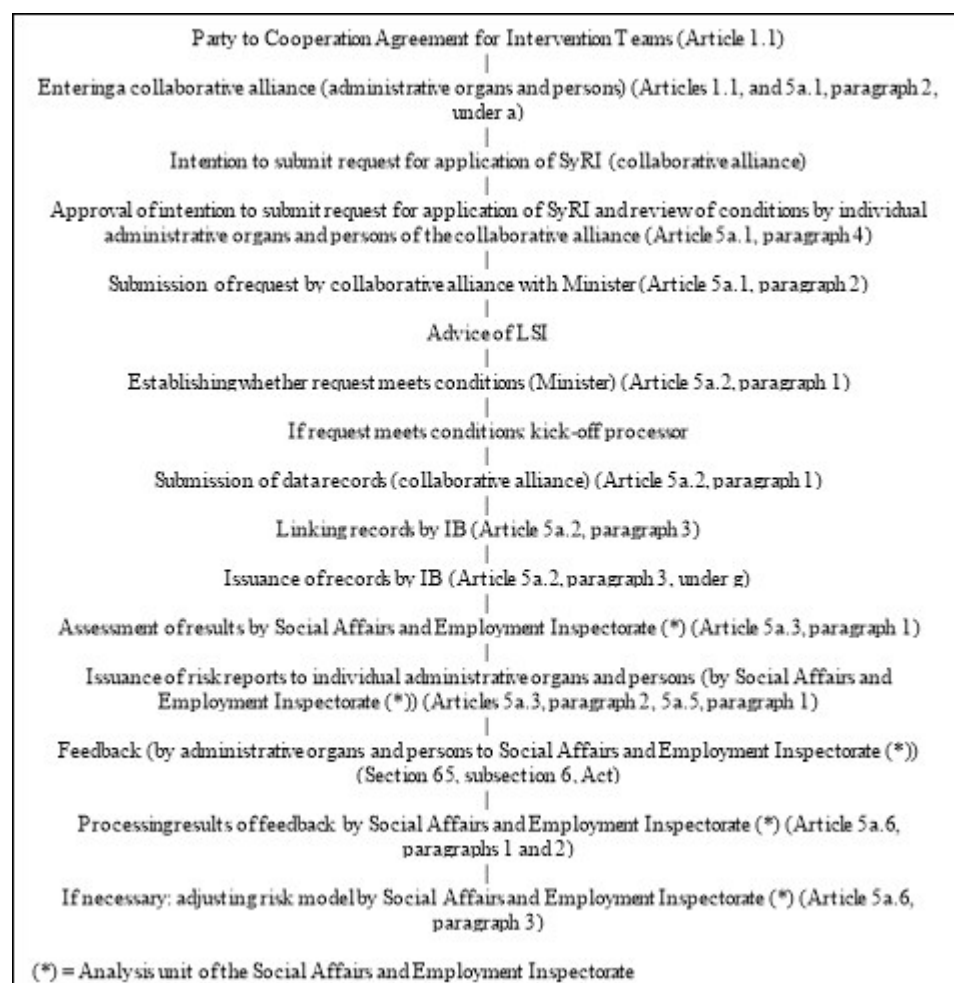 Party to Cooperation Agreement for Intervention Teams (Article 1.1)
Entering a collaborative alliance (administrative organs and persons) (Articles 1.1, and 5a.1, paragraph 2,
under a)
Intention to submit request for application of SyRI (collaborative alliance)
Approval of intention to submit request for application of SyRI and review of conditions by individual
administrative organs and persons of the collaborative alliance (Article 5a.1, paragraph 4)
Submission of request by collaborative alliance with Minister (Article 5a.1, paragraph 2)
Advice of LSI
Establishing whether request meets conditions (Minister) (Article 5a.2, paragraph 1)
If request meets conditions: kick-off processor
Submission of data records (collaborative alliance) (Article 5a.2, paragraph 1)
Linking records by IB (Article 5a.2, paragraph 3)
Issuance of records by IB (Article 5a.2, paragraph 3, under g)
Assessment of results by Social Affairs and Employment Inspectorate (*) (Article 5a.3, paragraph 1)
Issuance of risk reports to individual administrative organs and persons (by Social Affairs and
Employment Inspectorate (*)) (Articles 5a.3, paragraph 2, 5a.5, paragraph 1)
Feedback (by administrative organs and persons to Social Affairs and Employment Inspectorate (*))
(Section 65, subsection 6, Act)
Processing results of feedback by Social Affairs and Employment Inspectorate (*) (Article 5a.6,
paragraphs 1 and 2)
If necessary: adjusting risk model by Social Affairs and Employment Inspectorate (*) (Article 5a.6,
paragraph 3)
(*) = Analysis unit of the Social Affairs and Employment Inspectorate